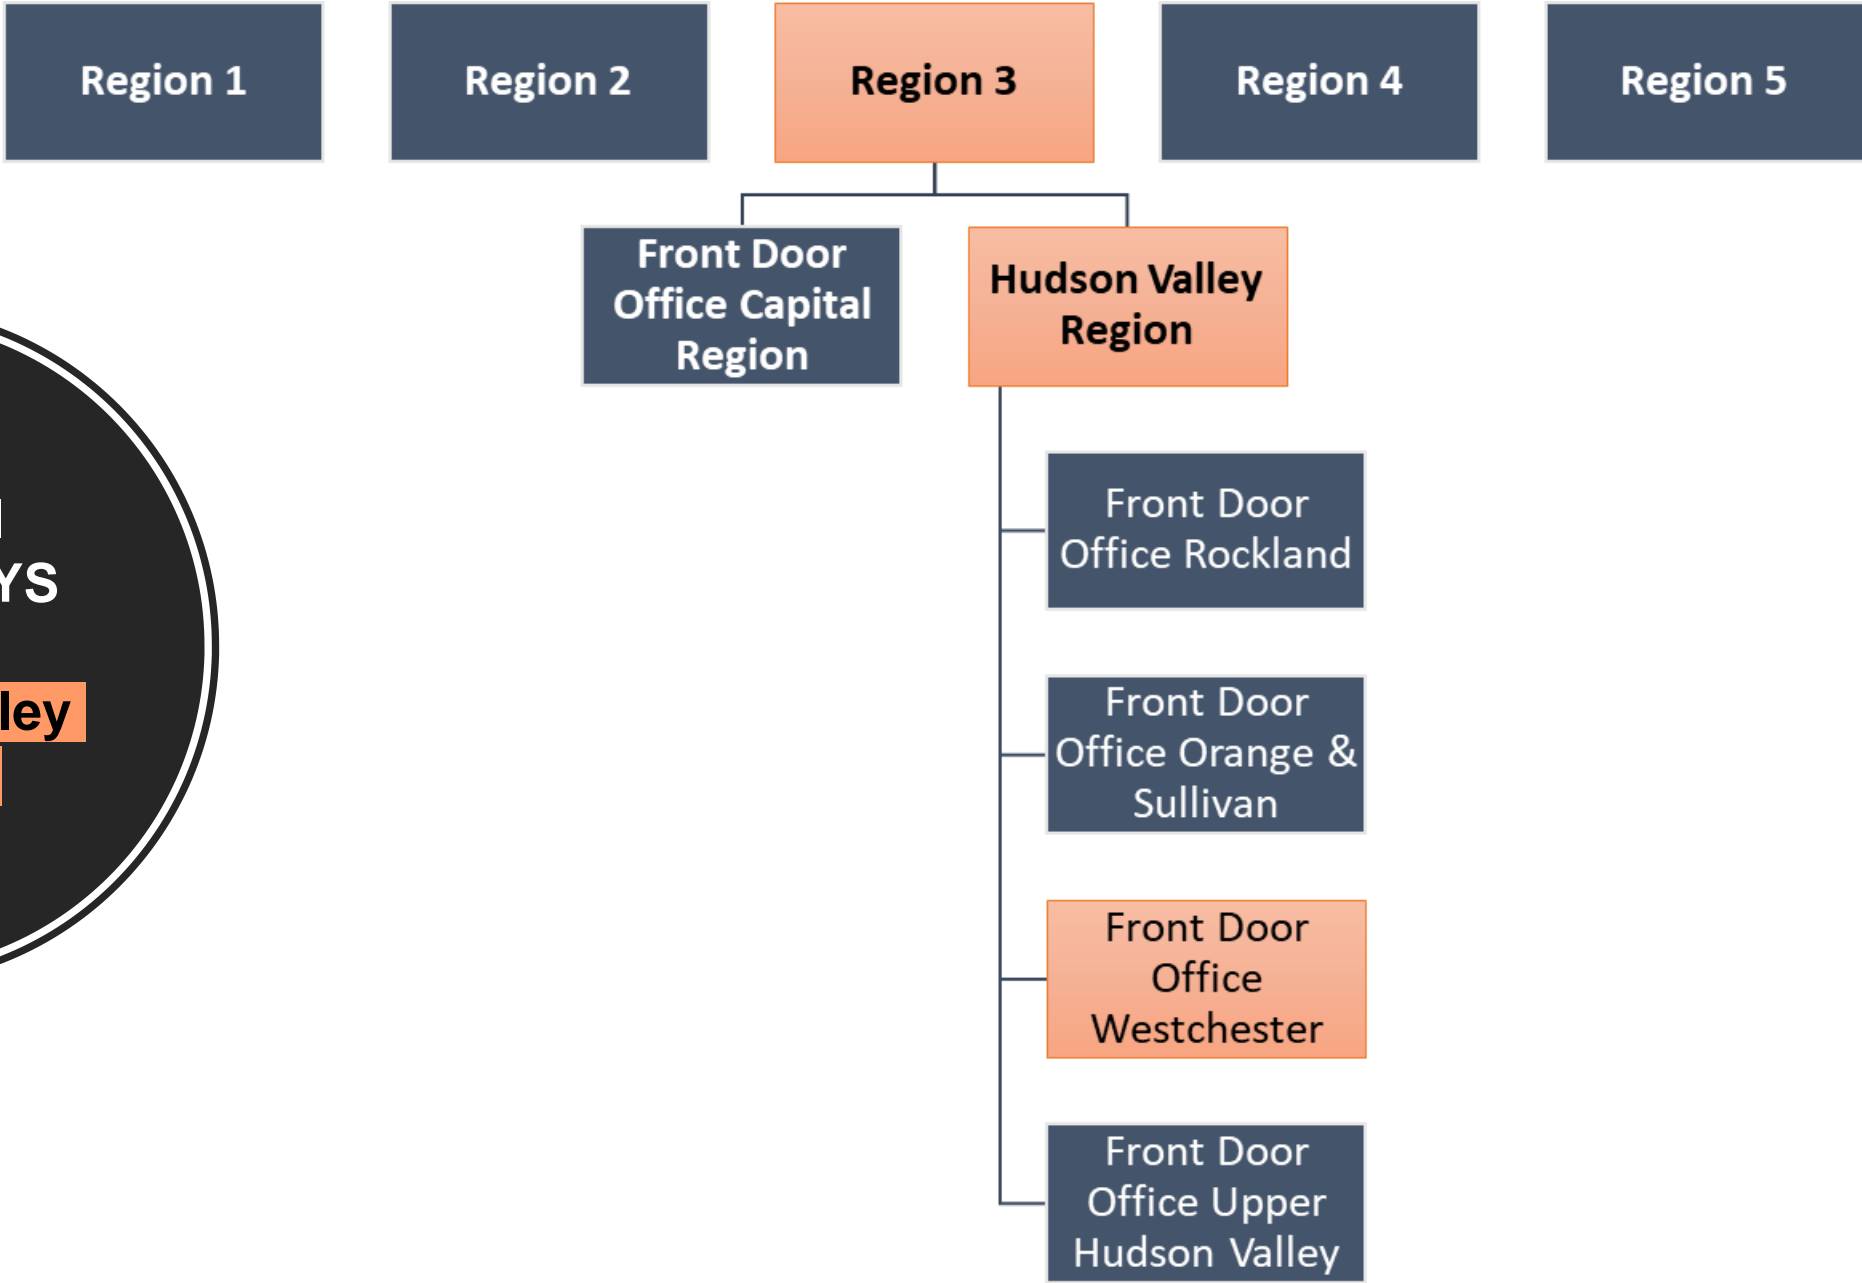 Region 1
Region 2
Region 3
Region 4
Region 5
Front Door
Office Capital
Region
Hudson Valley
Region
Front Door
Office Rockland
Front Door
Office Orange &
Sullivan
Front Door
Office
Westchester
Front Door
Office Upper
Hudson Valley
YS
ley